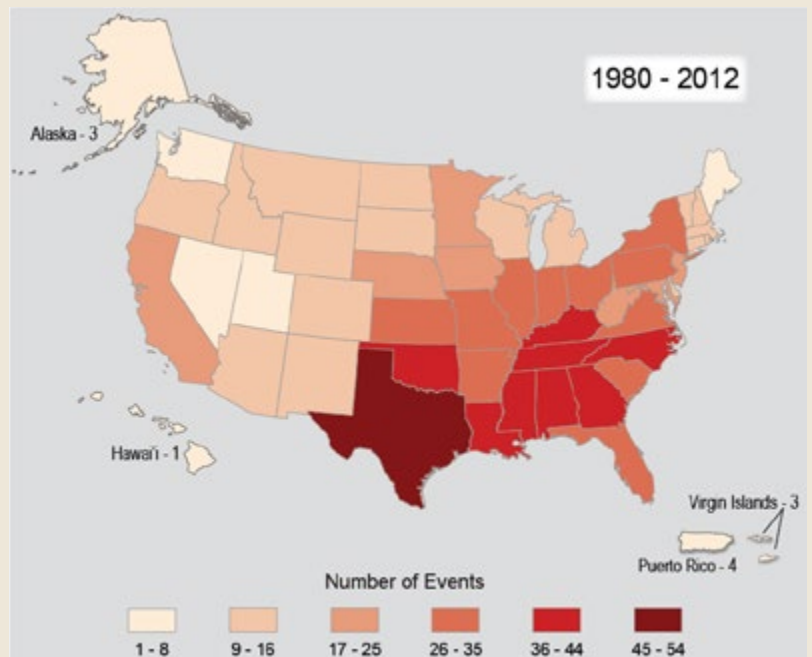 1980 - 2012
Alaska - 3
Hawai'i - 1
Virgin Islands - 3
Puerto Rico - 4
Number of Events
1 - 8 9 - 16 17 - 25 26 - 35 36 - 44 45 - 54